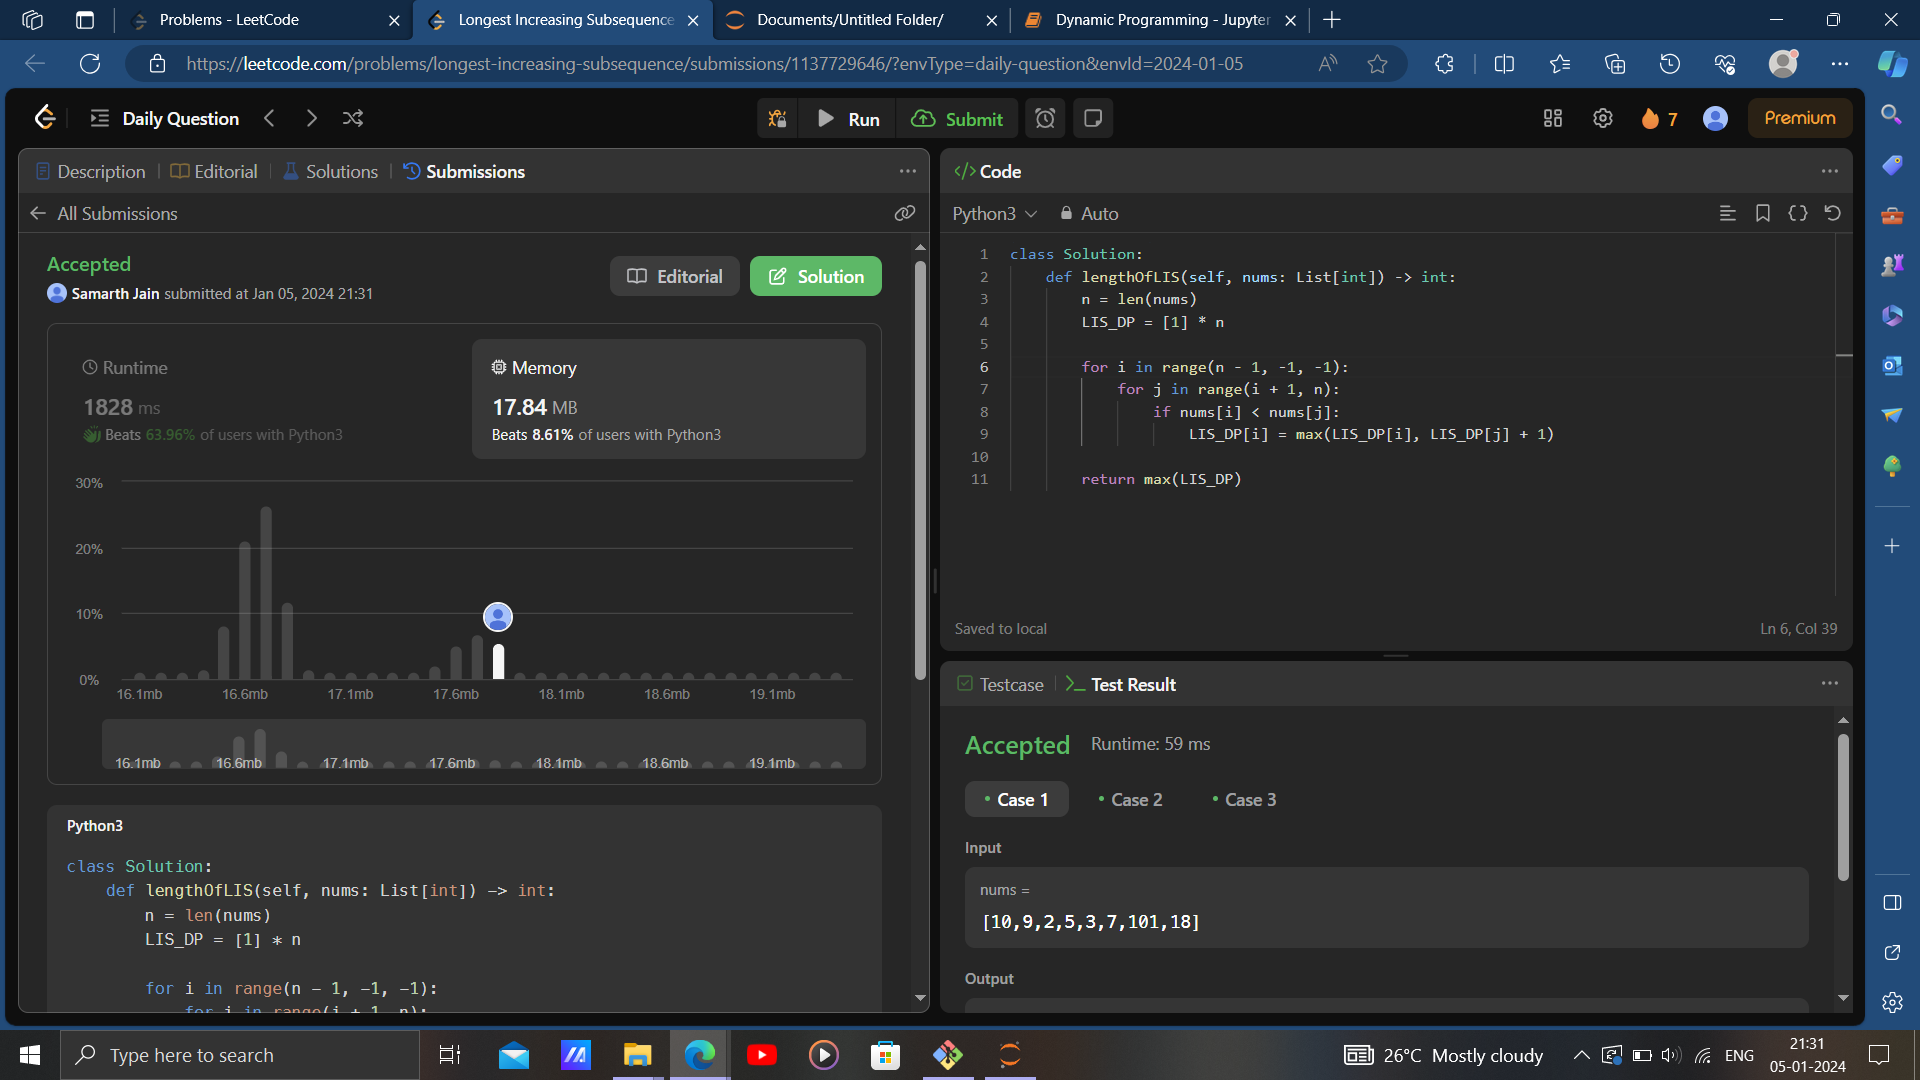 Problems - LeetCode
Longest Increasing Subsequence
Documents/Untitled Folder/
Dynamic Programming - Jupyter
https://leetcode.com/problems/longest-increasing-subsequence/submissions/1137729646/?envType=daily-question&envId=2024-01-05
Daily Question
Run
Submit
7
Premium
Description
Editorial
Solutions
Submissions
All Submissions
Accepted
Samarth Jain submitted at Jan 05, 2024 21:31
Editorial
Solution
Runtime
1828 ms
Beats 63.96% of users with Python3
Memory
17.84 MB
Beats 8.61% of users with Python3
30%
20%
10%
0%
16.1mb 16.6mb 17.1mb 17.6mb 18.1mb 18.6mb 19.1mb
16.1mb 16.6mb 17.1mb 17.6mb 18.1mb 18.6mb 19.1mb
Python3
class Solution:
    def lengthOfLIS(self, nums: List[int]) -> int:
        n = len(nums)
        LIS_DP = [1] * n
        for i in range(n - 1, -1, -1):
            for j in range(i + 1, n):
</> Code
Python3
Auto
1 class Solution:
2     def lengthOfLIS(self, nums: List[int]) -> int:
3         n = len(nums)
4         LIS_DP = [1] * n
5
6         for i in range(n - 1, -1, -1):
7             for j in range(i + 1, n):
8                 if nums[i] < nums[j]:
9                     LIS_DP[i] = max(LIS_DP[i], LIS_DP[j] + 1)
10
11         return max(LIS_DP)
Saved to local
Ln 6, Col 39
Testcase
Test Result
Accepted Runtime: 59 ms
Case 1
Case 2
Case 3
Input
nums =
[10,9,2,5,3,7,101,18]
Output
Type here to search
26°C Mostly cloudy
ENG
21:31
05-01-2024